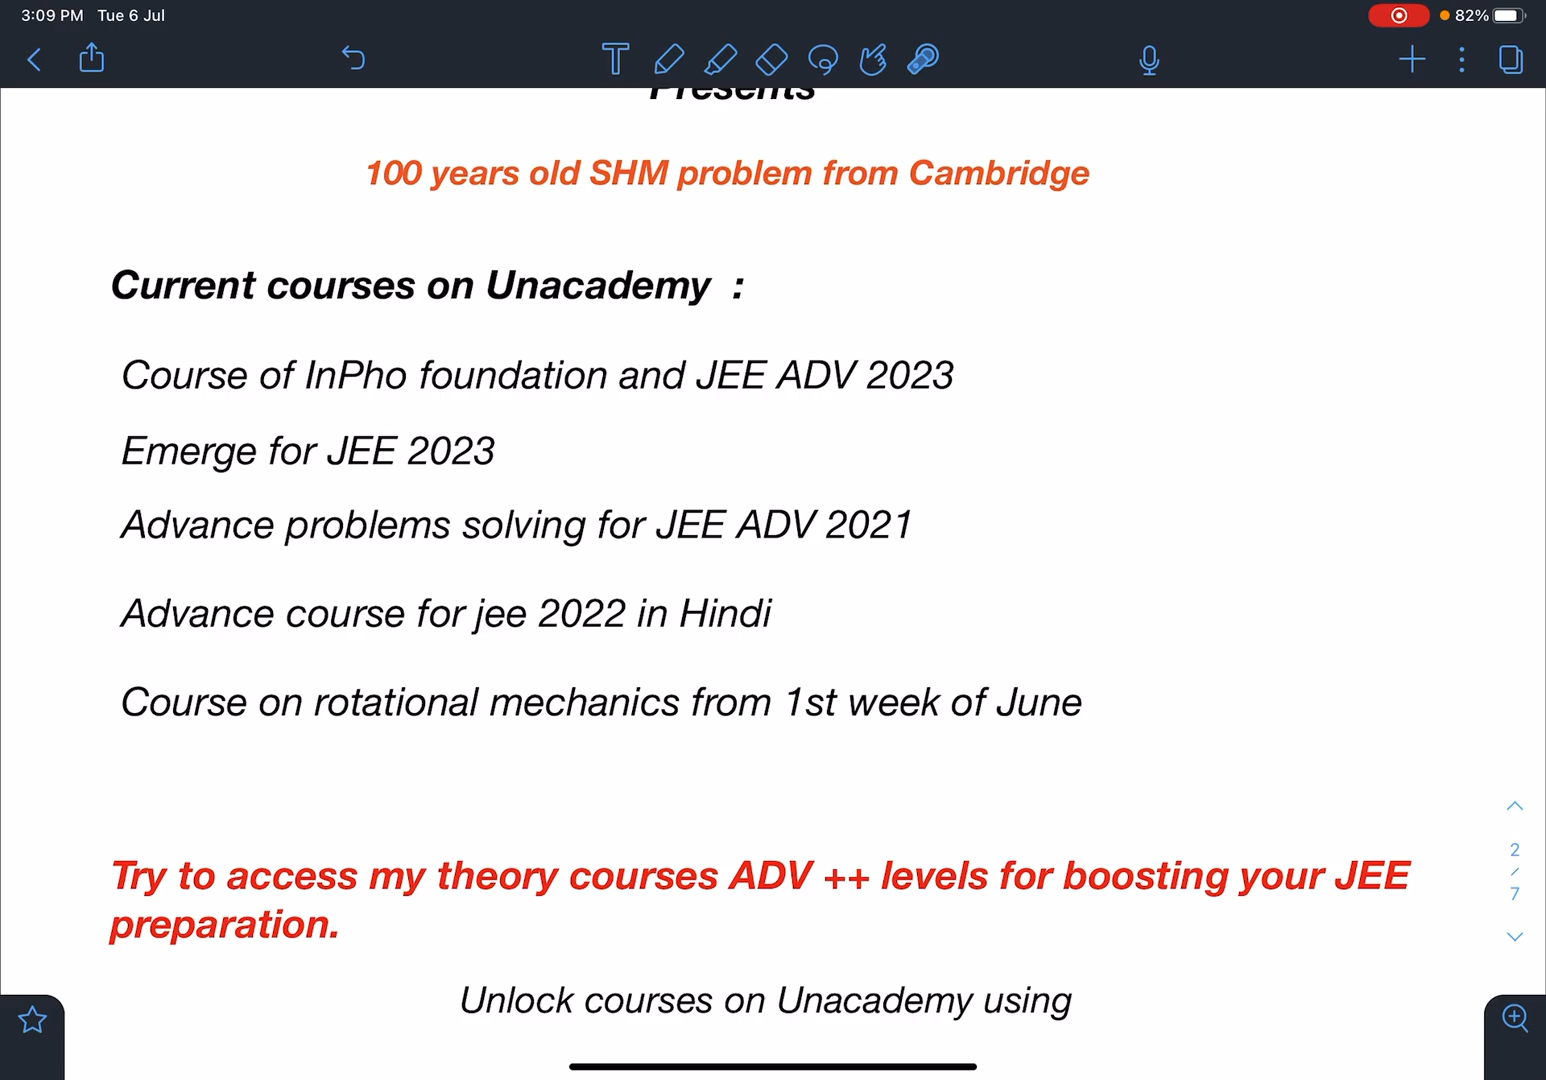 3:09 PM Tue 6 Jul
82%
Presents
100 years old SHM problem from Cambridge
Current courses on Unacademy :
Course of InPho foundation and JEE ADV 2023
Emerge for JEE 2023
Advance problems solving for JEE ADV 2021
Advance course for jee 2022 in Hindi
Course on rotational mechanics from 1st week of June
2
/
7
Try to access my theory courses ADV ++ levels for boosting your JEE
preparation.
Unlock courses on Unacademy using